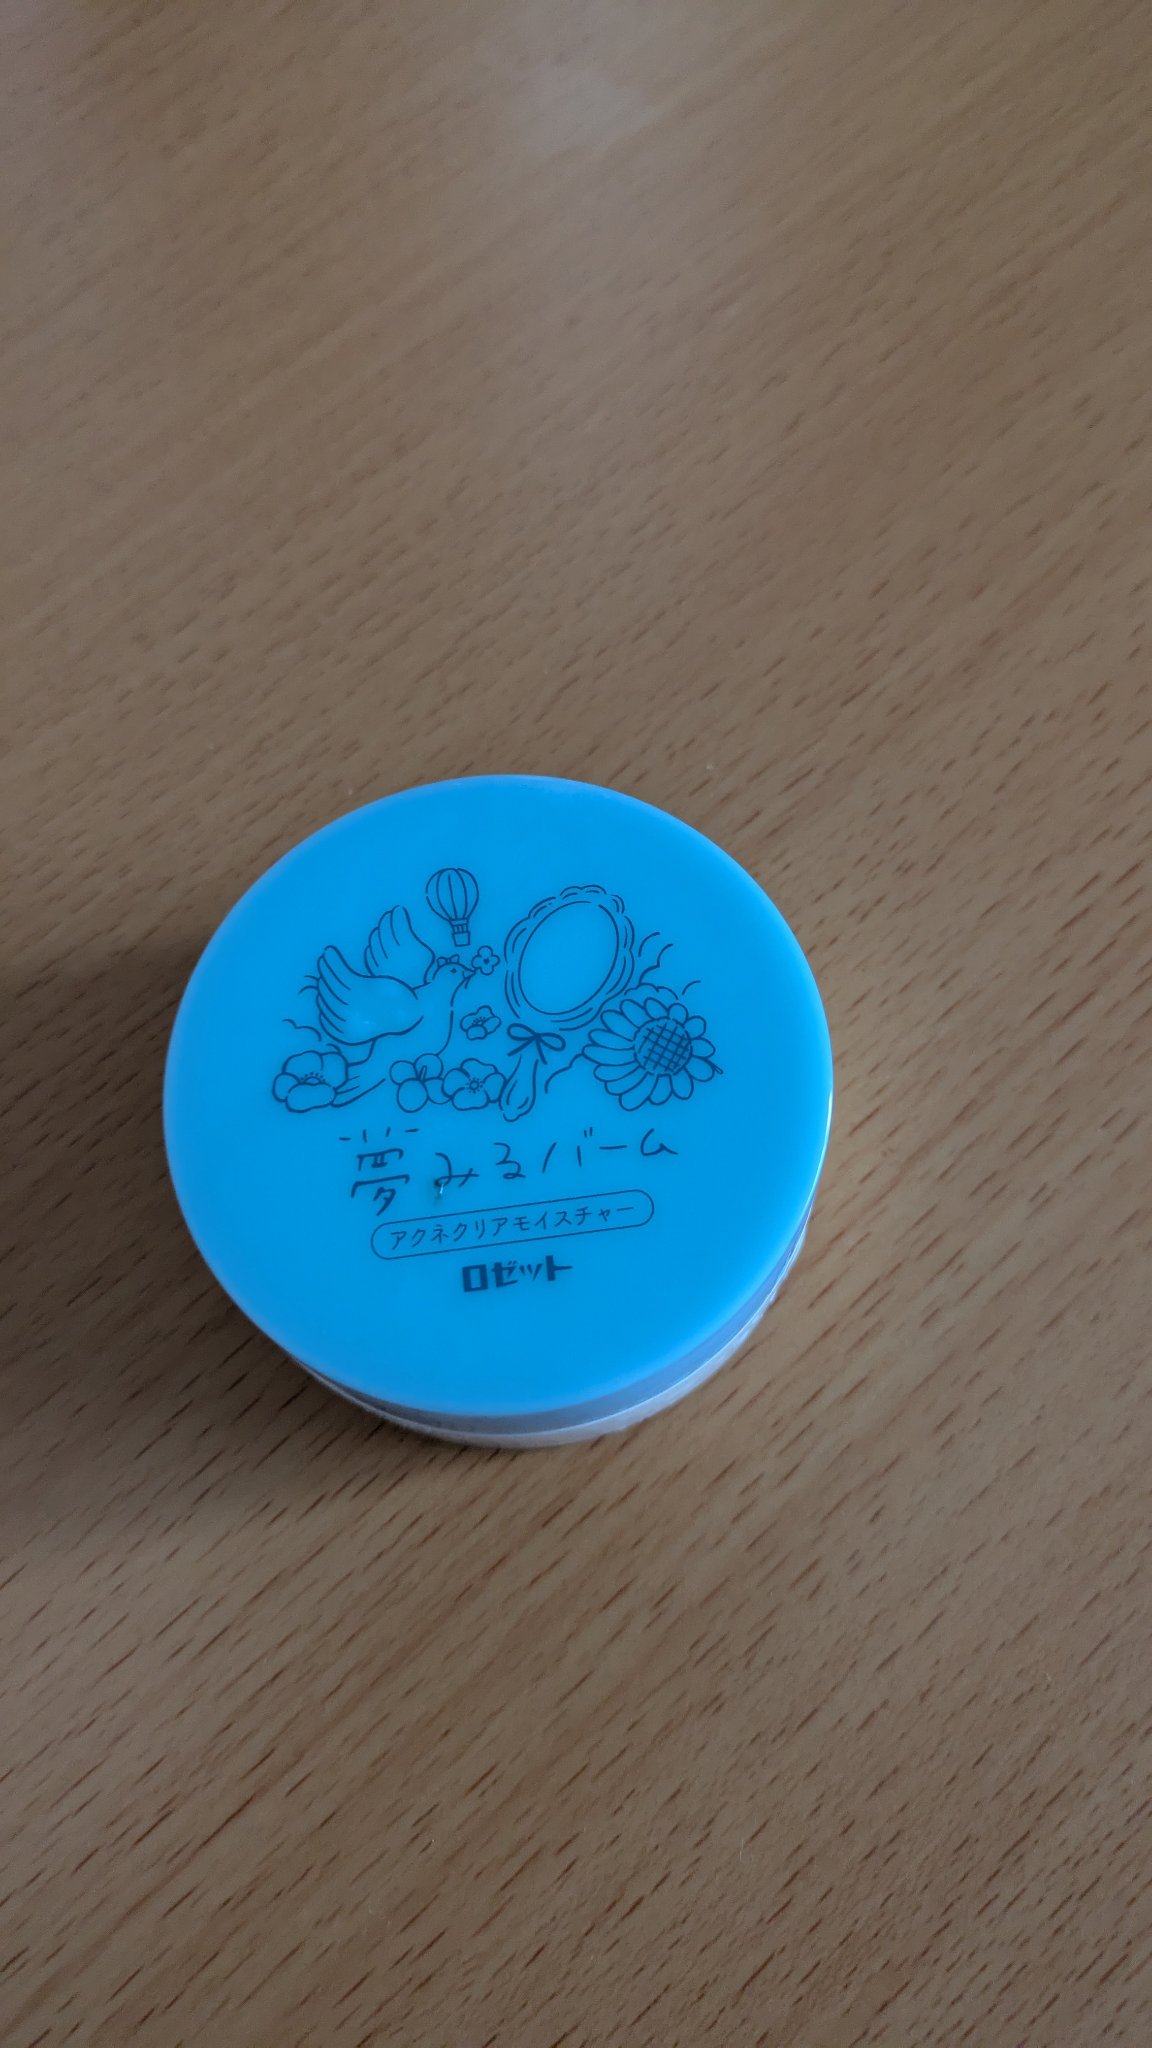 夢みるバーム
アクネクリアモイスチャー
ロゼット